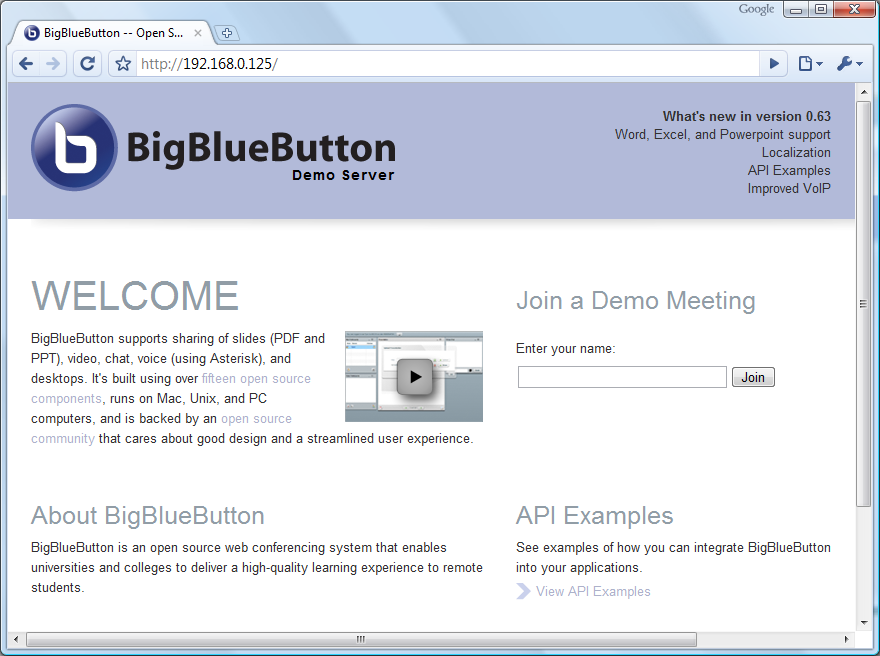 Google
BigBlueButton -- Open S...
http://192.168.0.125/
BigBlueButton
Demo Server
What's new in version 0.63
Word, Excel, and Powerpoint support
Localization
API Examples
Improved VoIP
WELCOME
BigBlueButton supports sharing of slides (PDF and
PPT), video, chat, voice (using Asterisk), and
desktops. It's built using over fifteen open source
components, runs on Mac, Unix, and PC
computers, and is backed by an open source
community that cares about good design and a streamlined user experience.
Join a Demo Meeting
Enter your name:
Join
About BigBlueButton
BigBlueButton is an open source web conferencing system that enables
universities and colleges to deliver a high-quality learning experience to remote
students.
API Examples
See examples of how you can integrate BigBlueButton
into your applications.
View API Examples